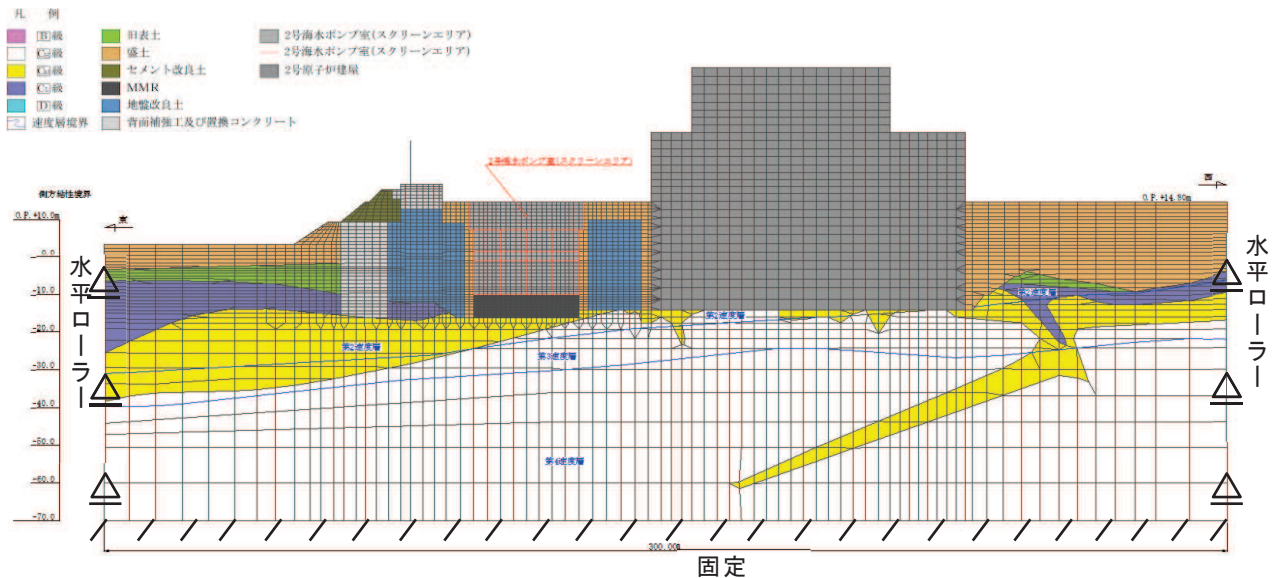 凡 例
B級
CH級
CM級
CL級
D級
速度層境界
旧表土
盛土
セメント改良土
MMR
地盤改良土
背面補強工及び置換コンクリート
2号海水ポンプ室(スクリーンエリア)
2号海水ポンプ室(スクリーンエリア)
2号原子炉建屋
2号海水ポンプ室(スクリーンエリア)
側方粘性境界
O.P.+10.0m
東
西
O.P.+14.80m
-0.0
-10.0
-20.0
-30.0
-40.0
-50.0
-60.0
-70.0
水平ローラー
水平ローラー
第2速度層
第2速度層
第3速度層
第4速度層
300.00m
固定